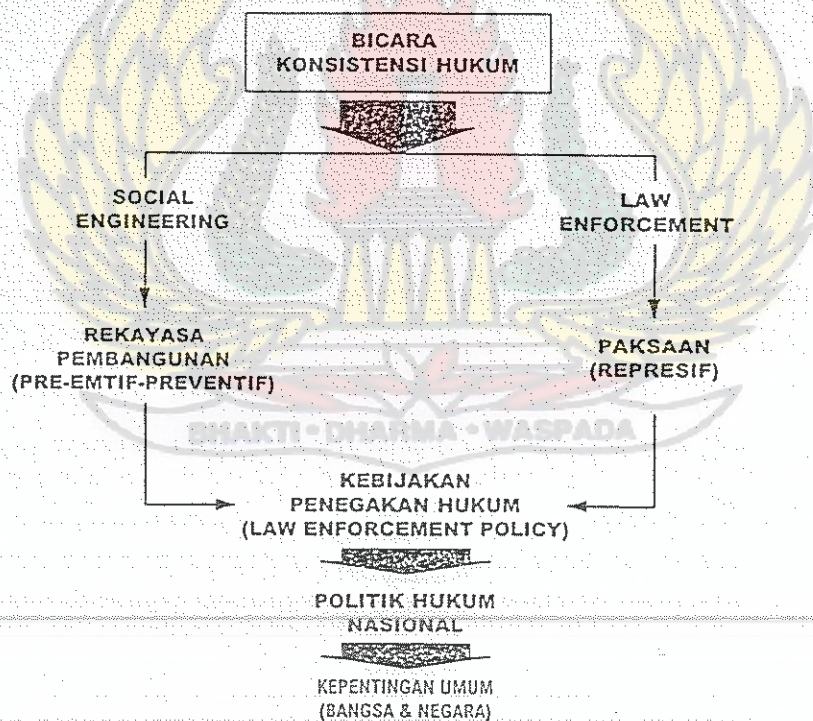 BICARA
KONSISTENSI HUKUM
SOCIAL
ENGINEERING
LAW
ENFORCEMENT
REKAYASA
PEMBANGUNAN
(PRE-EMTIF-PREVENTIF)
PAKSAAN
(REPRESIF)
BHAKTI • DHARMA • WASPADA
KEBIJAKAN
PENEGAKAN HUKUM
(LAW ENFORCEMENT POLICY)
POLITIK HUKUM
NASIONAL
KEPENTINGAN UMUM
(BANGSA & NEGARA)